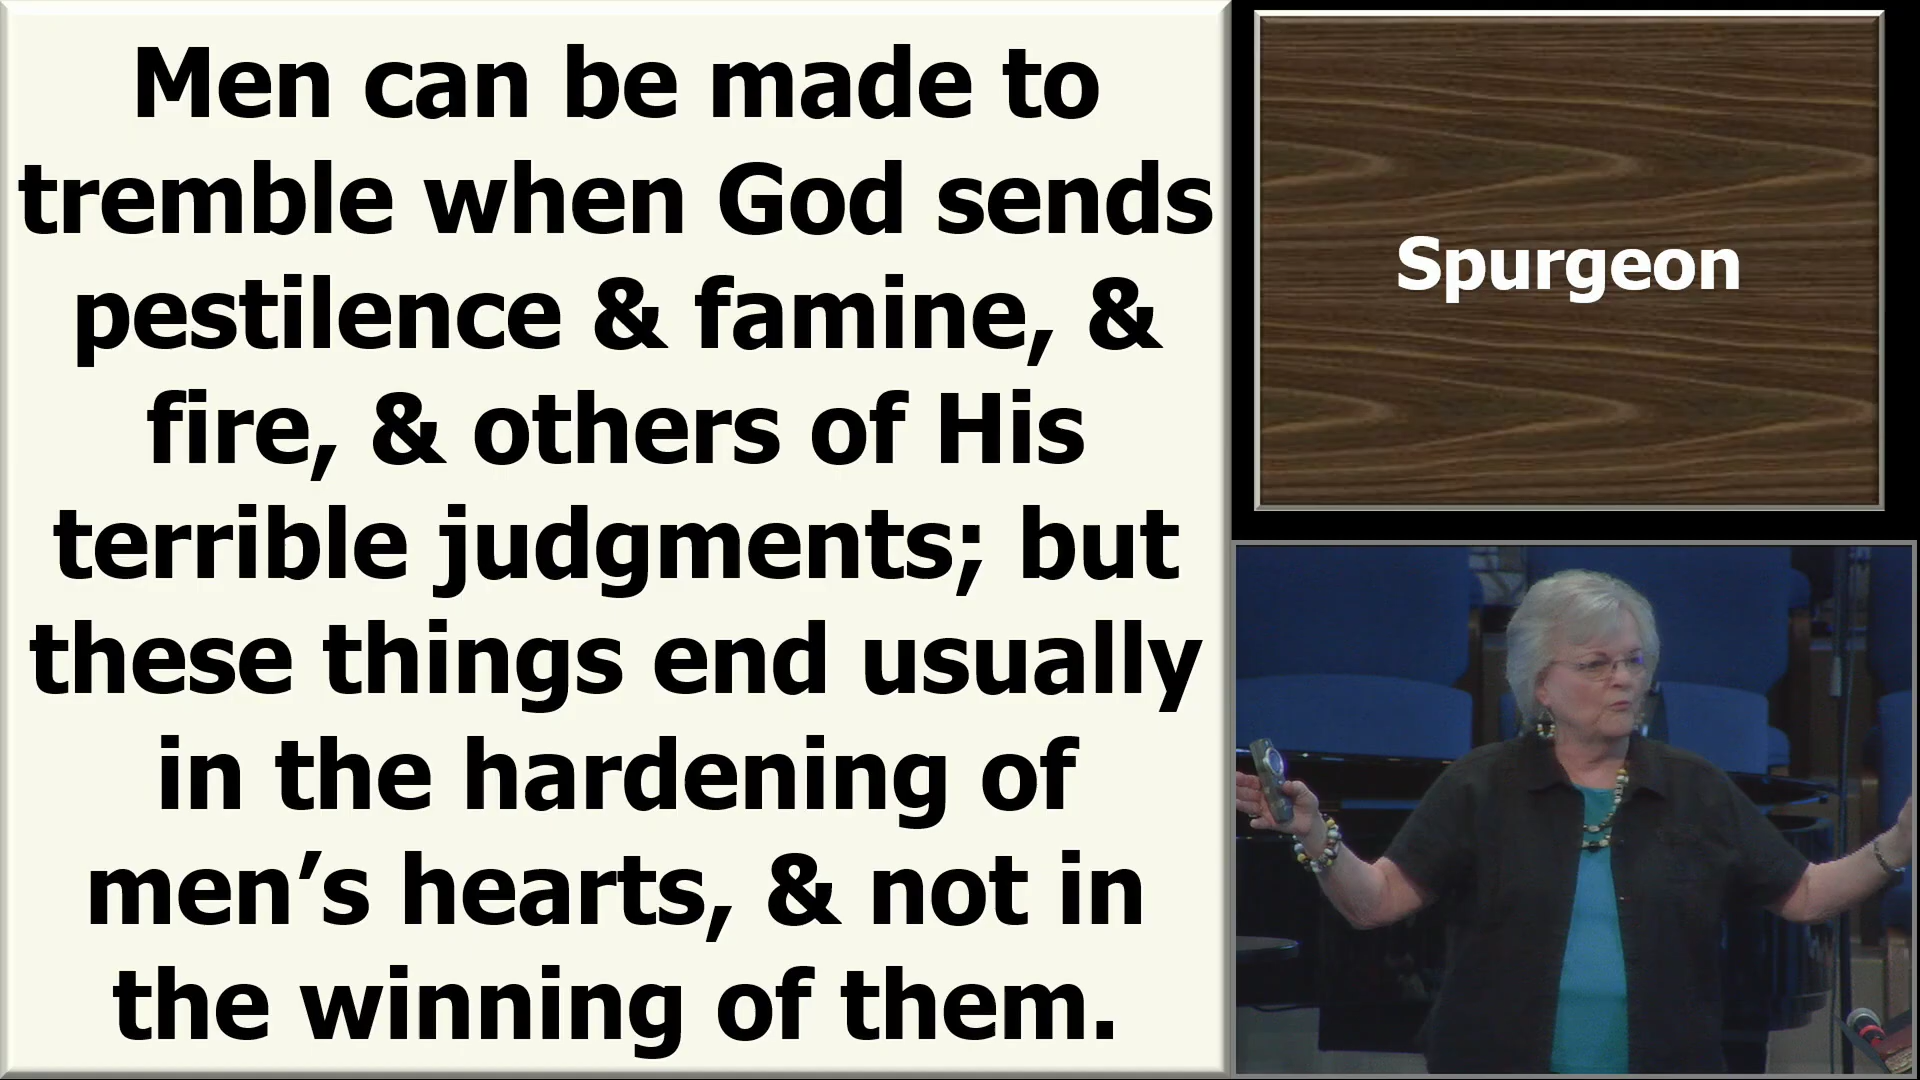 Men can be made to
tremble when God sends
pestilence & famine, &
fire, & others of His
terrible judgments; but
these things end usually
in the hardening of
men’s hearts, & not in
the winning of them.
Spurgeon